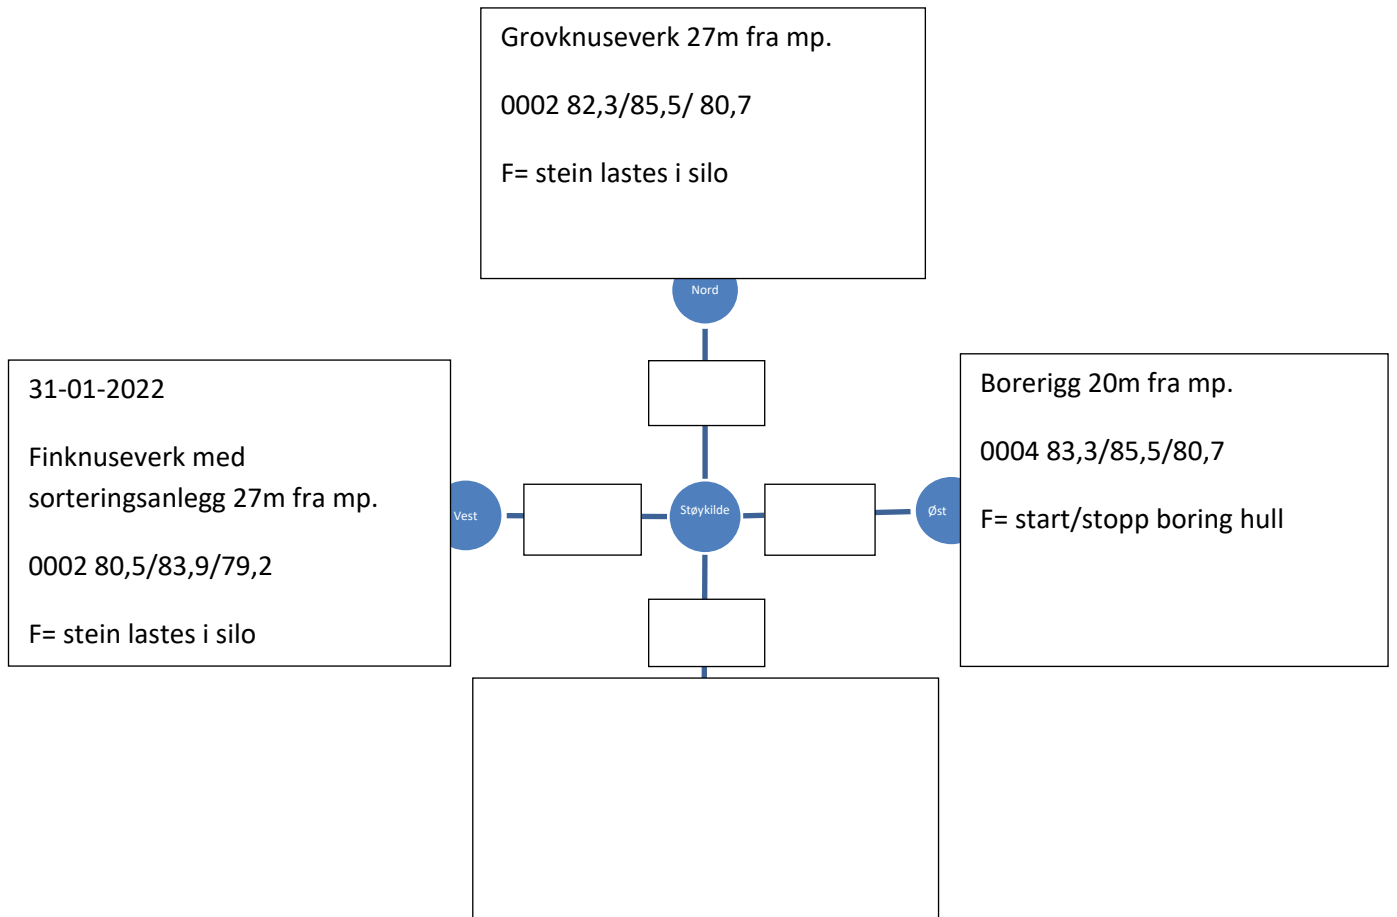 Grovknuseverk 27m fra mp.
0002 82,3/85,5/ 80,7
F= stein lastes i silo
Nord
31-01-2022
Finknuseverk med
sorteringsanlegg 27m fra mp.
0002 80,5/83,9/79,2
F= stein lastes i silo
Vest
Støykilde
Øst
Borerigg 20m fra mp.
0004 83,3/85,5/80,7
F= start/stopp boring hull